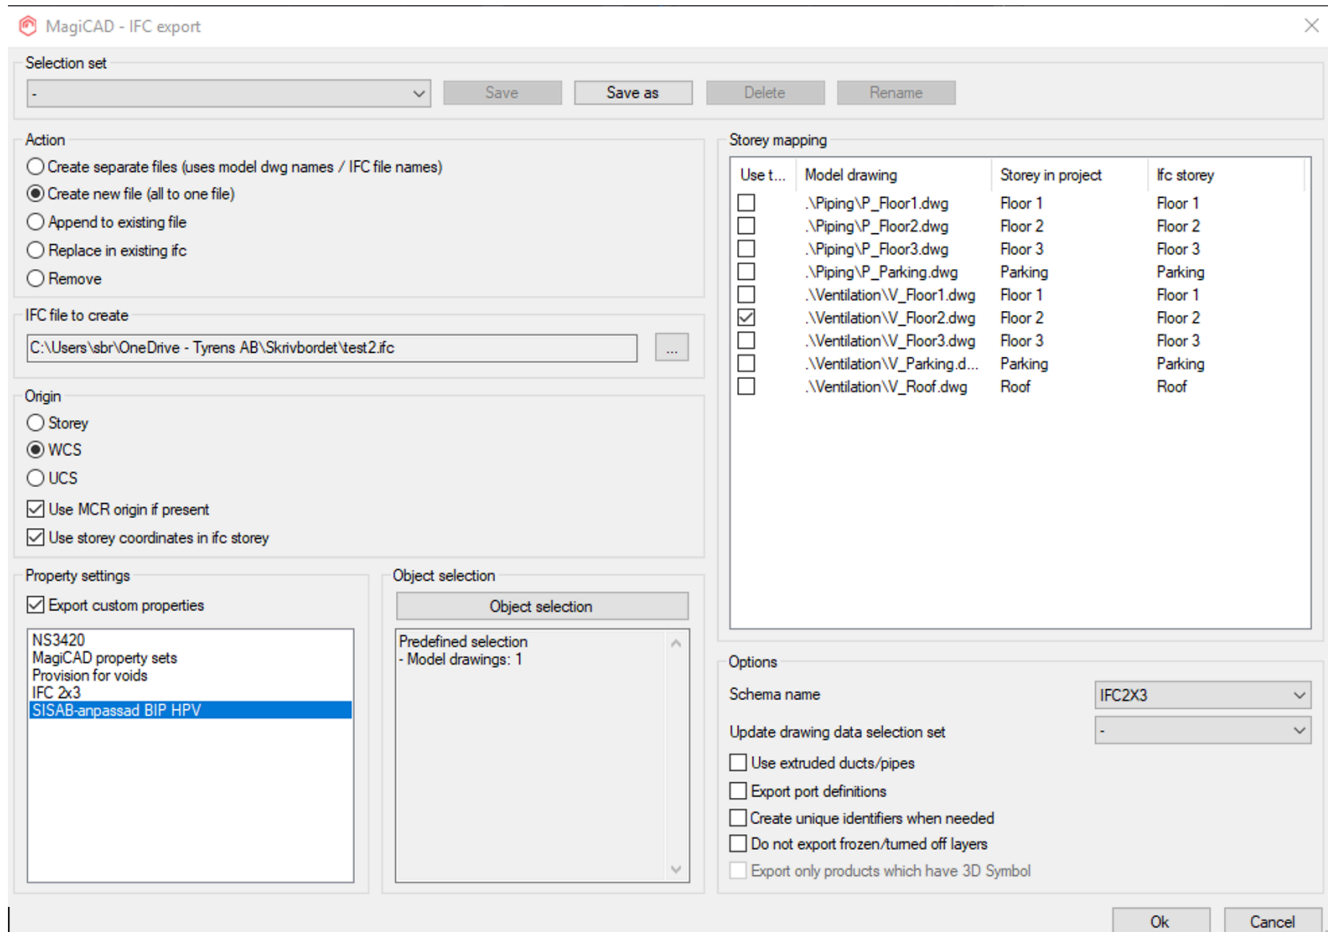 MagiCAD - IFC export
Selection set
-
Save
Save as
Delete
Rename
Action
Create separate files (uses model dwg names / IFC file names)
Create new file (all to one file)
Append to existing file
Replace in existing ifc
Remove
IFC file to create
C:\Users\sbr\OneDrive - Tyrens AB\Skrivbordet\test2.ifc
...
Origin
Storey
WCS
UCS
Use MCR origin if present
Use storey coordinates in ifc storey
Property settings
Export custom properties
NS3420
MagiCAD property sets
Provision for voids
IFC 2x3
SISAB-anpassad BIP HPV
Object selection
Object selection
Predefined selection
- Model drawings: 1
Storey mapping
Use t... Model drawing Storey in project Ifc storey
.\Piping\P_Floor1.dwg Floor 1 Floor 1
.\Piping\P_Floor2.dwg Floor 2 Floor 2
.\Piping\P_Floor3.dwg Floor 3 Floor 3
.\Piping\P_Parking.dwg Parking Parking
.\Ventilation\V_Floor1.dwg Floor 1 Floor 1
.\Ventilation\V_Floor2.dwg Floor 2 Floor 2
.\Ventilation\V_Floor3.dwg Floor 3 Floor 3
.\Ventilation\V_Parking.d... Parking Parking
.\Ventilation\V_Roof.dwg Roof Roof
Options
Schema name IFC2X3
Update drawing data selection set -
Use extruded ducts/pipes
Export port definitions
Create unique identifiers when needed
Do not export frozen/turned off layers
Export only products which have 3D Symbol
Ok
Cancel